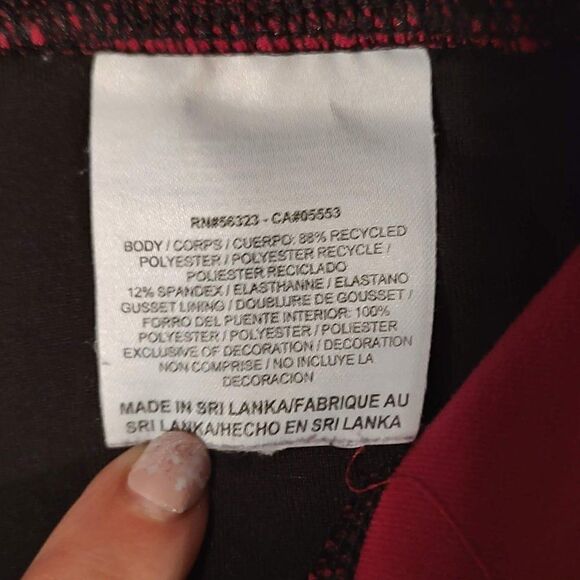 RN#56323 - CA#05553
BODY / CORPS / CUERPO: 88% RECYCLED
POLYESTER / POLYESTER RECYCLE /
POLIESTER RECICLADO
12% SPANDEX / ELASTHANNE / ELASTANO
GUSSET LINING / DOUBLURE DE GOUSSET /
FORRO DEL PUENTE INTERIOR: 100%
POLYESTER / POLYESTER / POLIESTER
EXCLUSIVE OF DECORATION / DECORATION
NON COMPRISE / NO INCLUYE LA
DECORACION
MADE IN SRI LANKA/FABRIQUE AU
SRI LANKA/HECHO EN SRI LANKA